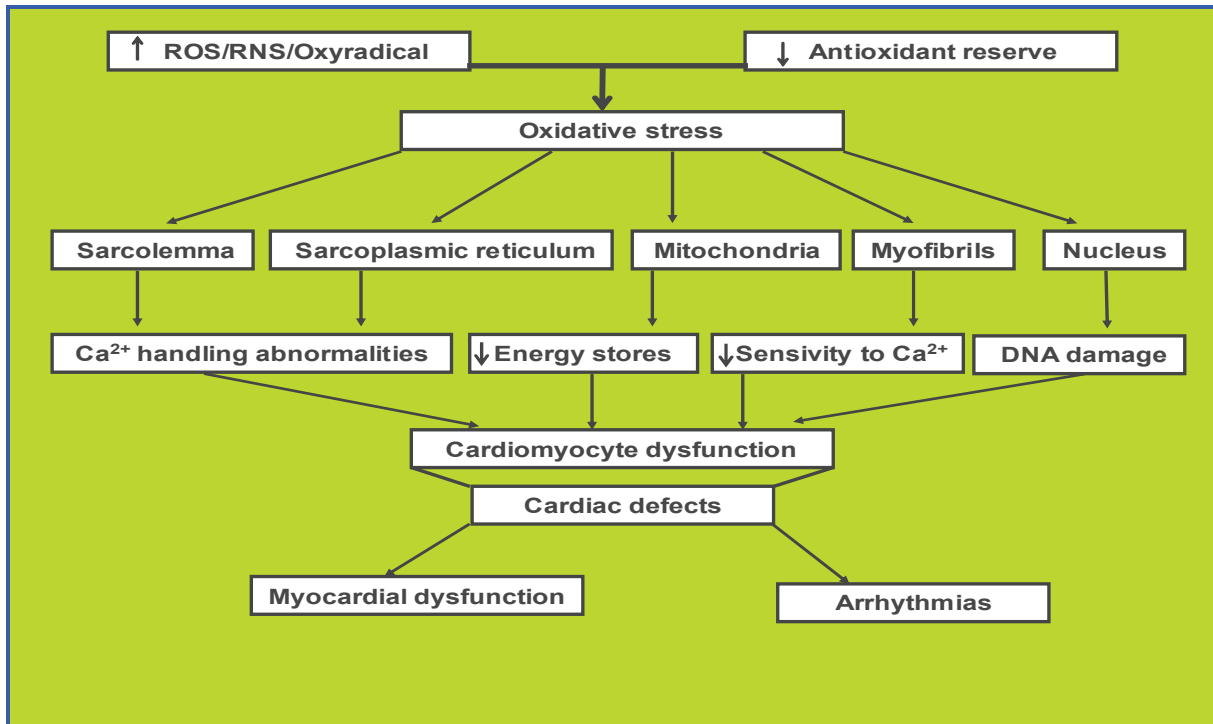 ↑ ROS/RNS/Oxyradical
↓ Antioxidant reserve
Oxidative stress
Sarcolemma
Sarcoplasmic reticulum
Mitochondria
Myofibrils
Nucleus
Ca²⁺ handling abnormalities
↓ Energy stores
↓ Sensivity to Ca²⁺
DNA damage
Cardiomyocyte dysfunction
Cardiac defects
Myocardial dysfunction
Arrhythmias